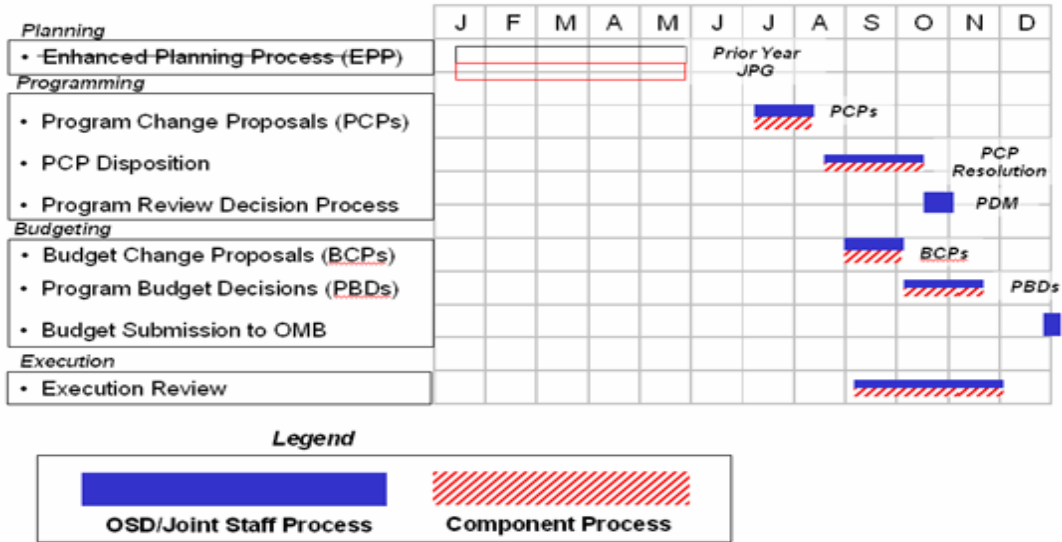 J F M A M J J A S O N D
Planning
• Enhanced Planning Process (EPP)
Prior Year
JPG
Programming
• Program Change Proposals (PCPs)
PCPs
• PCP Disposition
PCP
Resolution
• Program Review Decision Process
PDM
Budgeting
• Budget Change Proposals (BCPs)
BCPs
• Program Budget Decisions (PBDs)
PBDs
• Budget Submission to OMB
Execution
• Execution Review
Legend
OSD/Joint Staff Process
Component Process